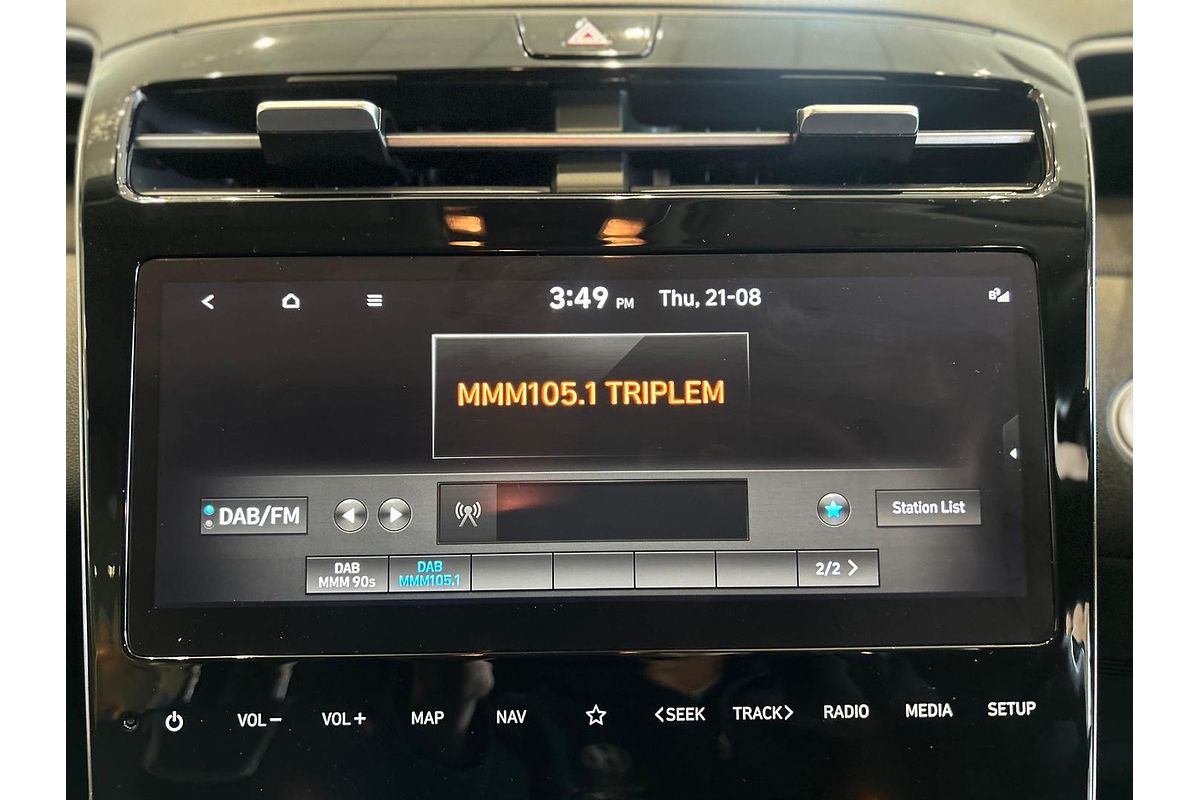 3:49 PM Thu, 21-08
MMM105.1 TRIPLEM
DAB/FM
Station List
DAB
MMM 90s
DAB
MMM105.1
2/2 >
VOL− VOL+ MAP NAV <SEEK TRACK> RADIO MEDIA SETUP